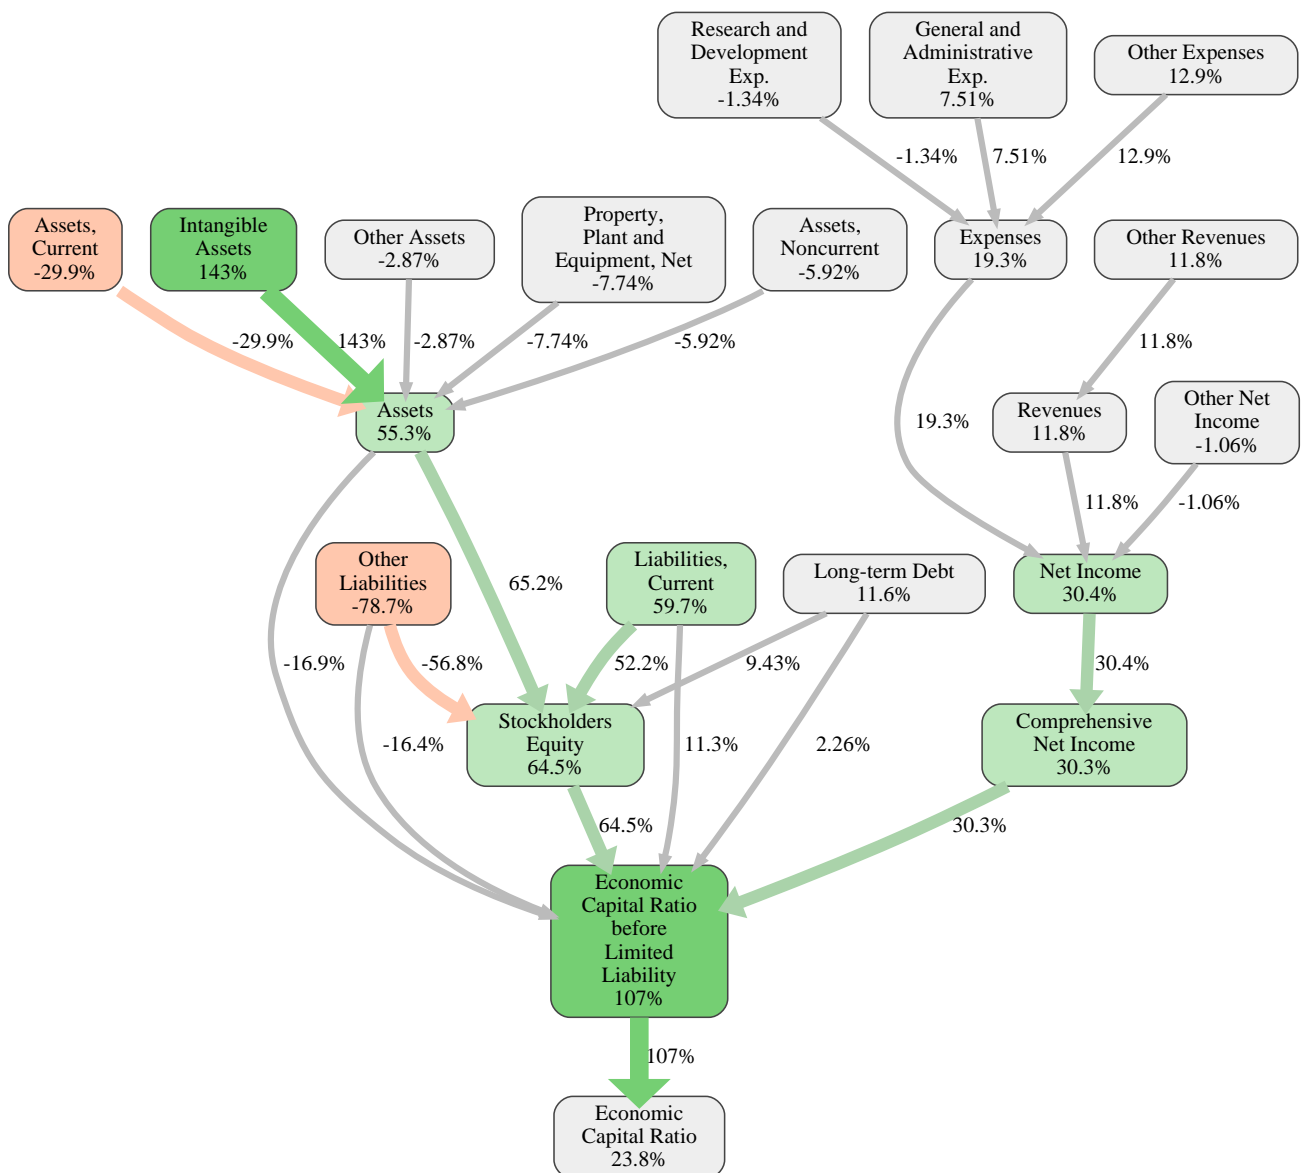 Research and
Development
Exp.
-1.34%
General and
Administrative
Exp.
7.51%
Other Expenses
12.9%
-1.34%
7.51%
12.9%
Assets,
Current
-29.9%
Intangible
Assets
143%
Other Assets
-2.87%
Property,
Plant and
Equipment, Net
-7.74%
Assets,
Noncurrent
-5.92%
Expenses
19.3%
Other Revenues
11.8%
-29.9%
143%
-2.87%
-7.74%
-5.92%
11.8%
Assets
55.3%
19.3%
Revenues
11.8%
Other Net
Income
-1.06%
11.8%
-1.06%
Other
Liabilities
-78.7%
65.2%
Liabilities,
Current
59.7%
Long-term Debt
11.6%
Net Income
30.4%
-16.9%
-56.8%
52.2%
9.43%
30.4%
-16.4%
Stockholders
Equity
64.5%
11.3%
2.26%
Comprehensive
Net Income
30.3%
64.5%
30.3%
Economic
Capital Ratio
before
Limited
Liability
107%
107%
Economic
Capital Ratio
23.8%